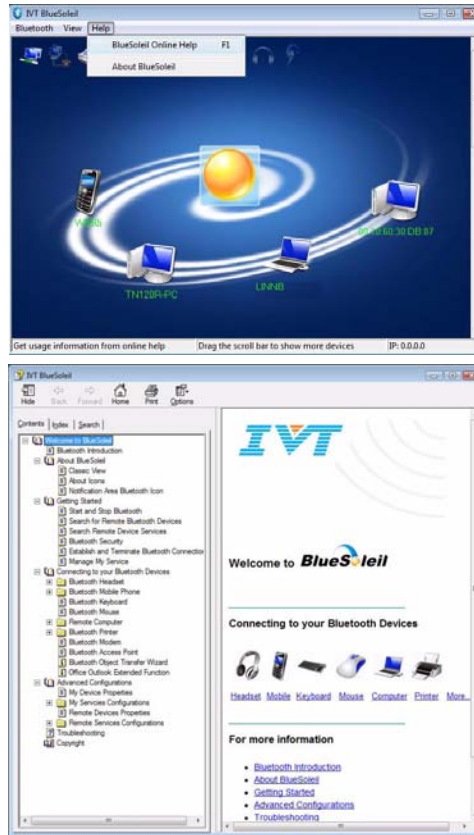 IVT BlueSoleil
Bluetooth View Help
BlueSoleil Online Help F1
About BlueSoleil
TN120R-PC
LINNB
Get usage information from online help Drag the scroll bar to show more devices IP: 0.0.0.0
IVT BlueSoleil
Hide Back Forward Home Print Options
Contents Index Search
Welcome to BlueSoleil
Bluetooth Introduction
About BlueSoleil
Classic View
About Icons
Notification Area Bluetooth Icon
Getting Started
Start and Stop Bluetooth
Search for Remote Bluetooth Devices
Search Remote Device Services
Bluetooth Security
Establish and Terminate Bluetooth Connection
Manage My Service
Connecting to your Bluetooth Devices
Bluetooth Headset
Bluetooth Mobile Phone
Bluetooth Keyboard
Bluetooth Mouse
Remote Computer
Bluetooth Printer
Bluetooth Modem
Bluetooth Access Point
Bluetooth Object Transfer Wizard
Office Outlook Extended Function
Advanced Configurations
My Device Properties
My Services Configurations
Remote Devices Properties
Remote Services Configurations
Troubleshooting
Copyright
IVT
Welcome to BlueSoleil
Connecting to your Bluetooth Devices
Headset Mobile Keyboard Mouse Computer Printer More...
For more information
Bluetooth Introduction
About BlueSoleil
Getting Started
Advanced Configurations
Troubleshooting